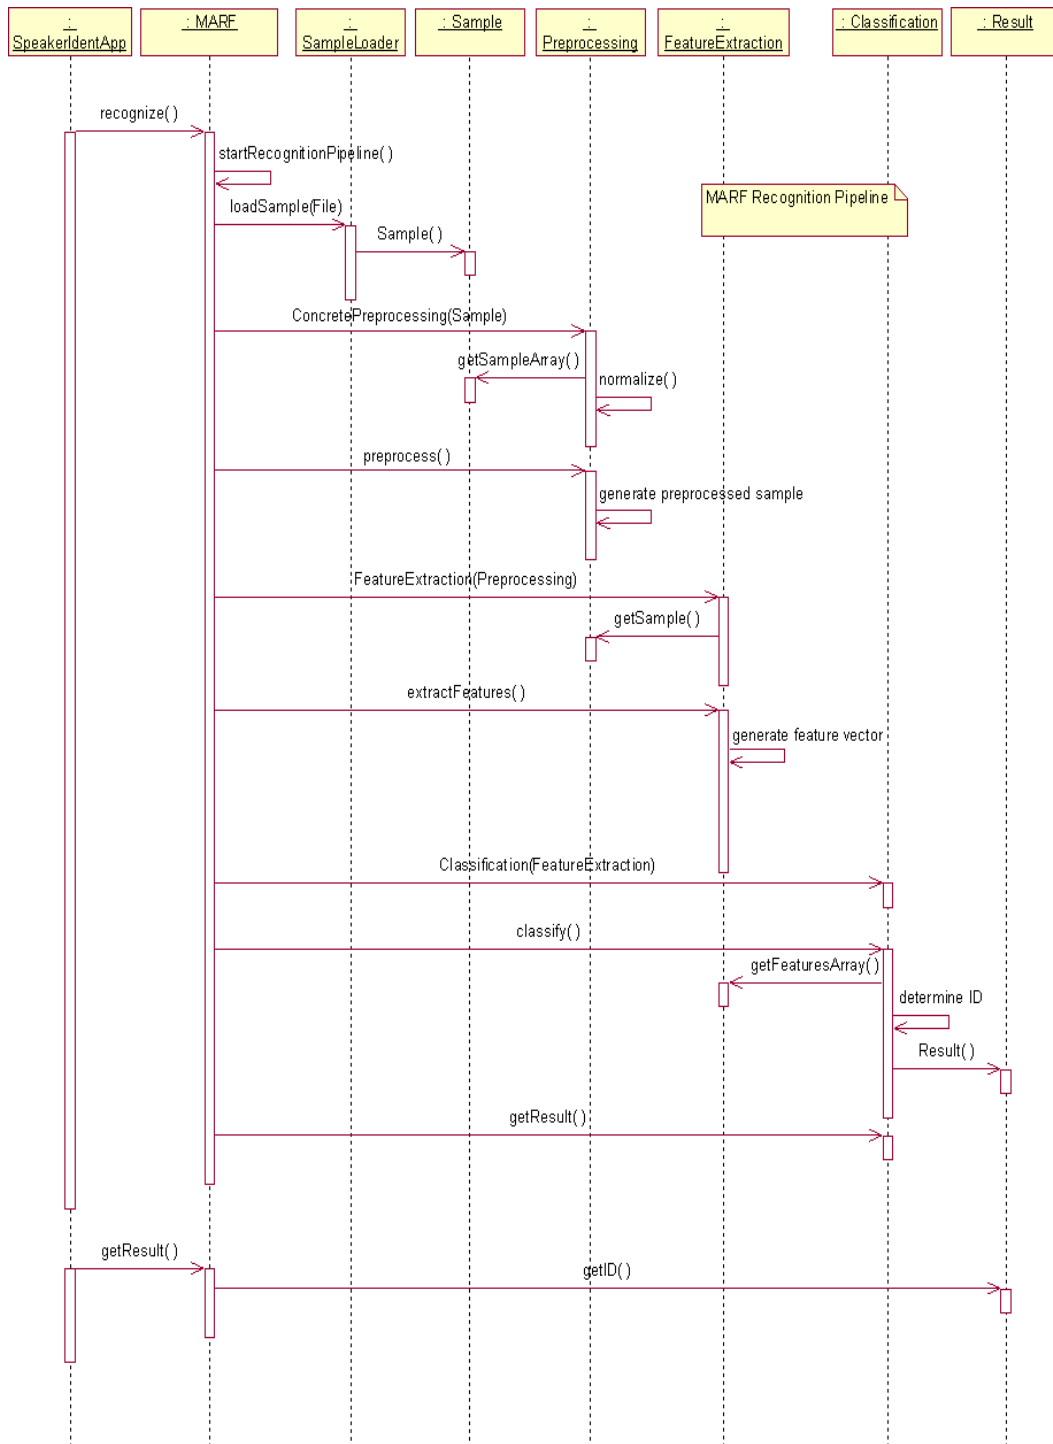 :
SpeakerIdentApp
: MARF
:
SampleLoader
: Sample
:
Preprocessing
:
FeatureExtraction
: Classification
: Result
recognize()
startRecognitionPipeline()
MARF Recognition Pipeline
loadSample(File)
Sample()
ConcretePreprocessing(Sample)
getSampleArray()
normalize()
preprocess()
generate preprocessed sample
FeatureExtraction(Preprocessing)
getSample()
extractFeatures()
generate feature vector
Classification(FeatureExtraction)
classify()
getFeaturesArray()
determine ID
Result()
getResult()
getResult()
getID()